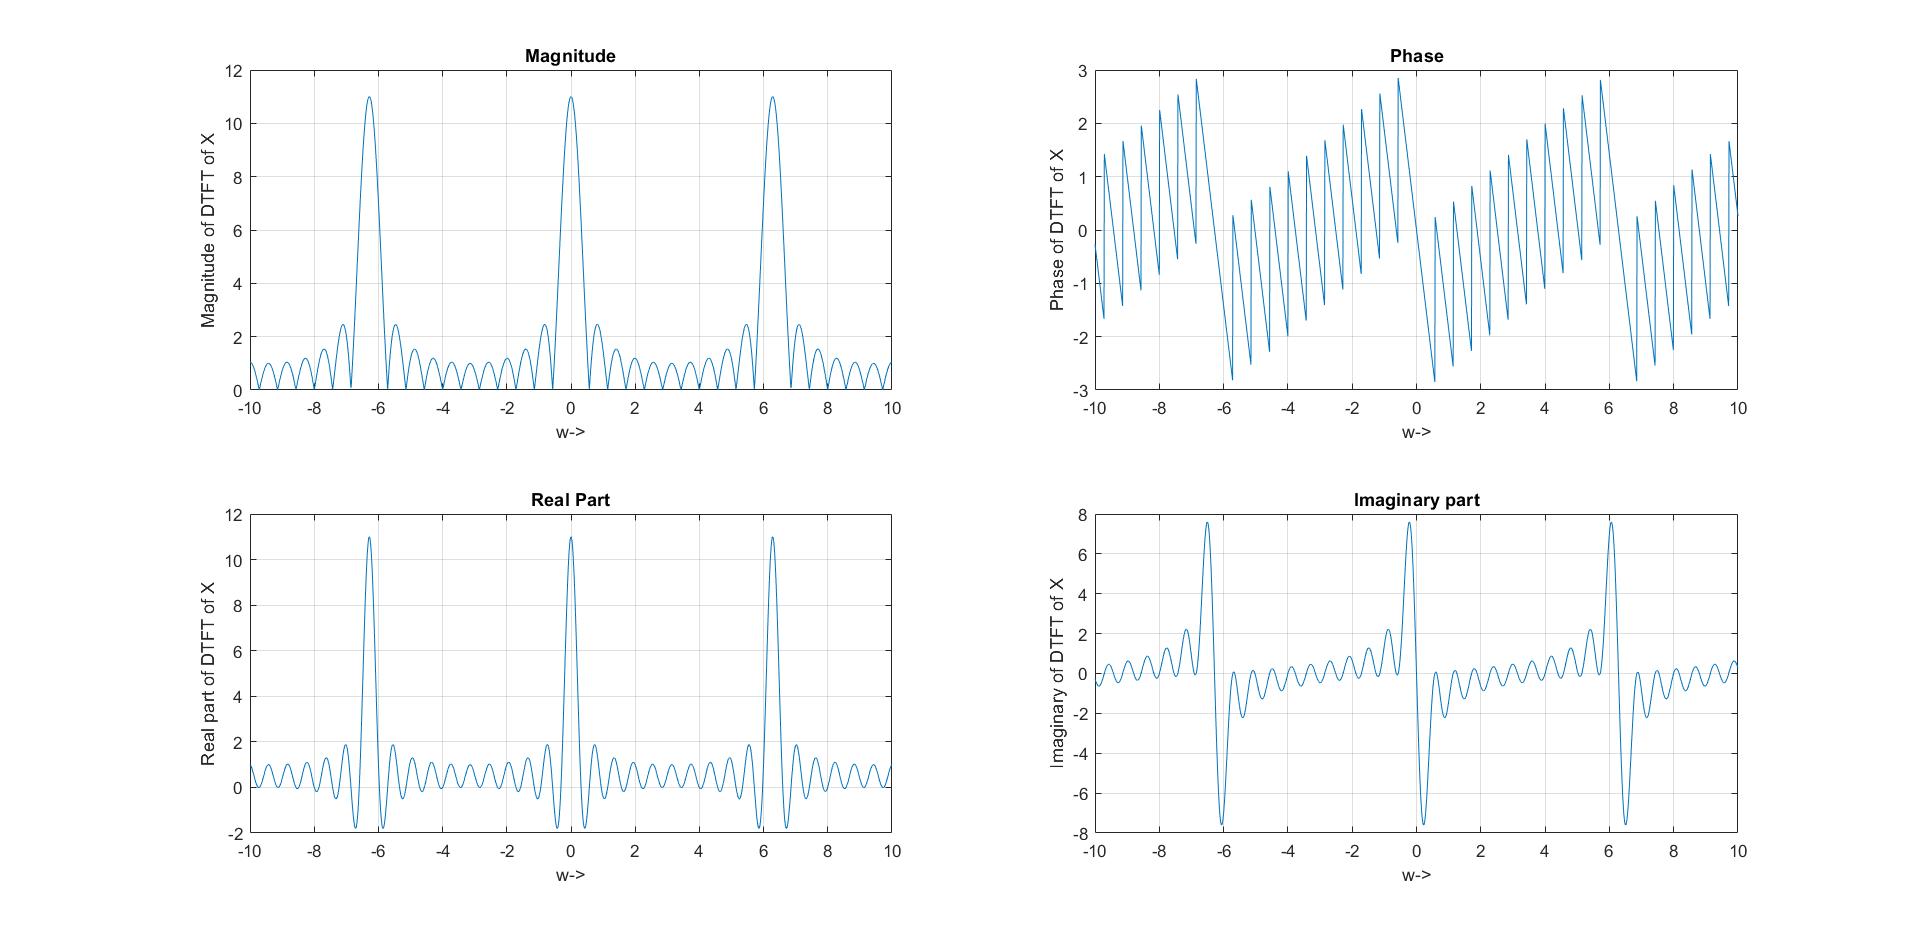 Magnitude
Magnitude of DTFT of X
12
10
8
6
4
2
0
-10 -8 -6 -4 -2 0 2 4 6 8 10
w->
Phase
Phase of DTFT of X
3
2
1
0
-1
-2
-3
-10 -8 -6 -4 -2 0 2 4 6 8 10
w->
Real Part
Real part of DTFT of X
12
10
8
6
4
2
0
-2
-10 -8 -6 -4 -2 0 2 4 6 8 10
w->
Imaginary part
Imaginary of DTFT of X
8
6
4
2
0
-2
-4
-6
-8
-10 -8 -6 -4 -2 0 2 4 6 8 10
w->